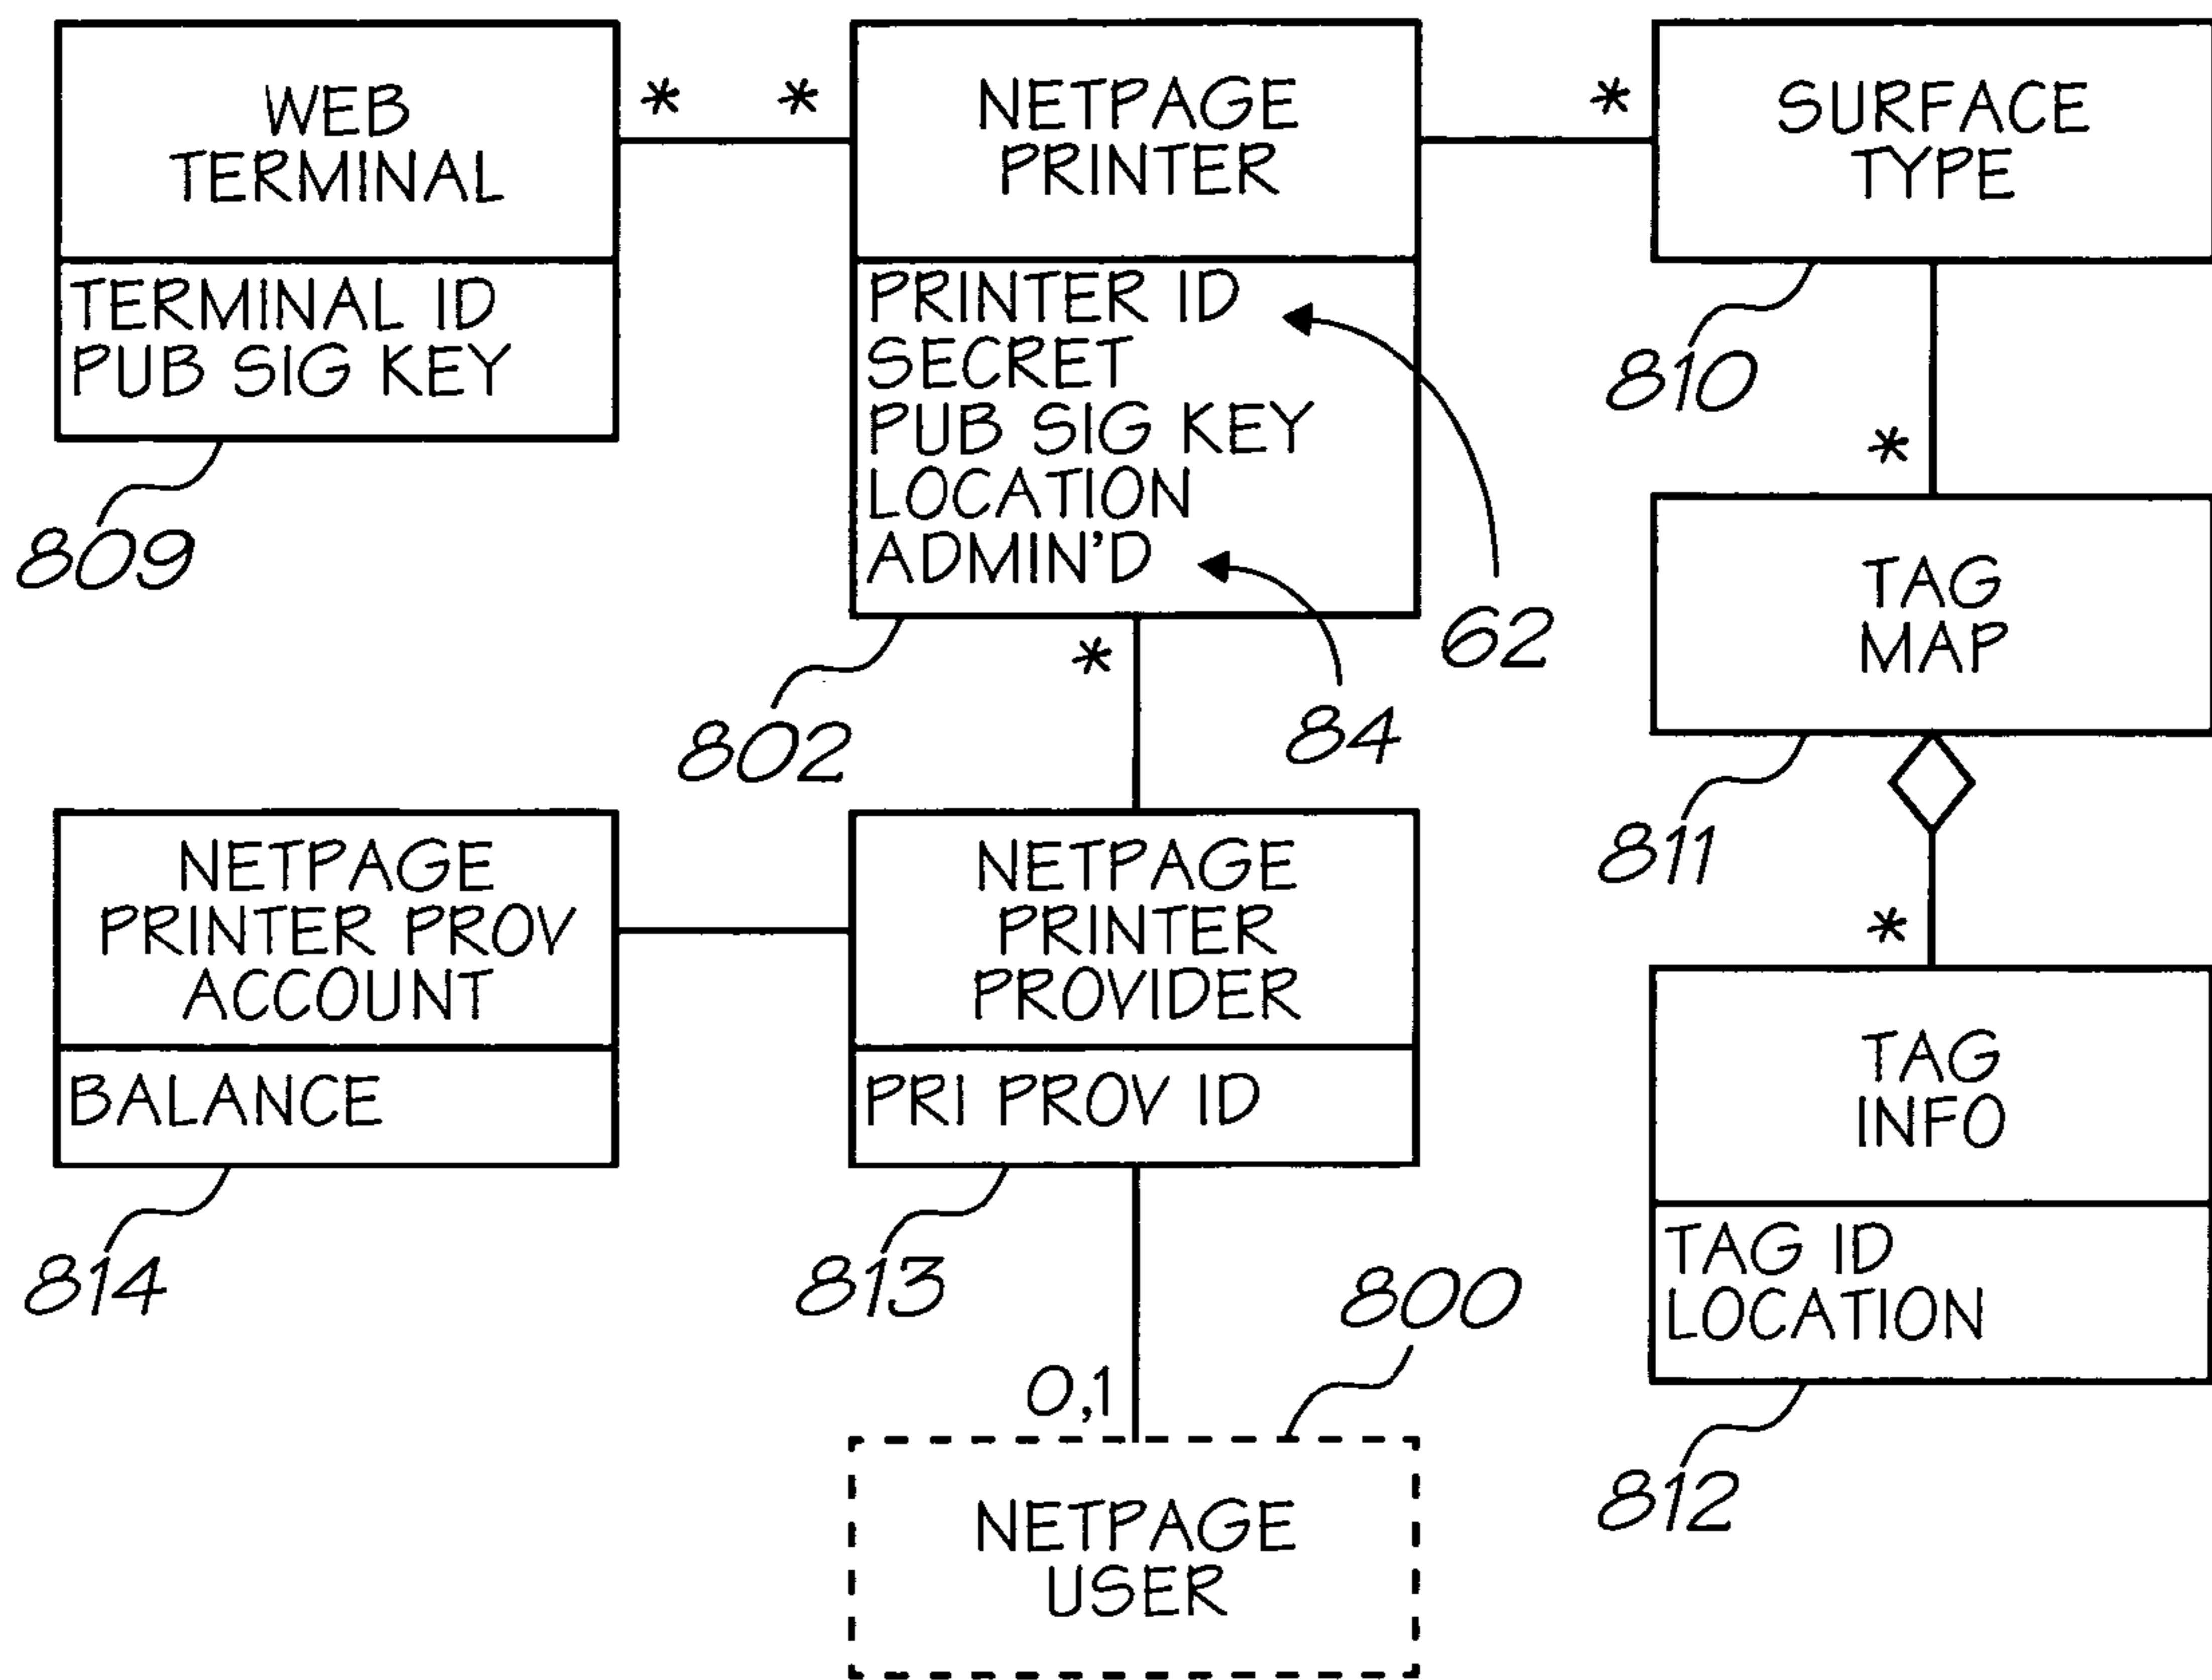 WEB
TERMINAL
*
*
NETPAGE
PRINTER
*
SURFACE
TYPE
TERMINAL ID
PUB SIG KEY
809
PRINTER ID
SECRET
PUB SIG KEY
LOCATION
ADMIN'D
62
84
802
*
810
*
TAG
MAP
811
NETPAGE
PRINTER PROV
ACCOUNT
BALANCE
814
NETPAGE
PRINTER
PROVIDER
PRI PROV ID
813
*
TAG
INFO
TAG ID
LOCATION
812
800
0,1
NETPAGE
USER